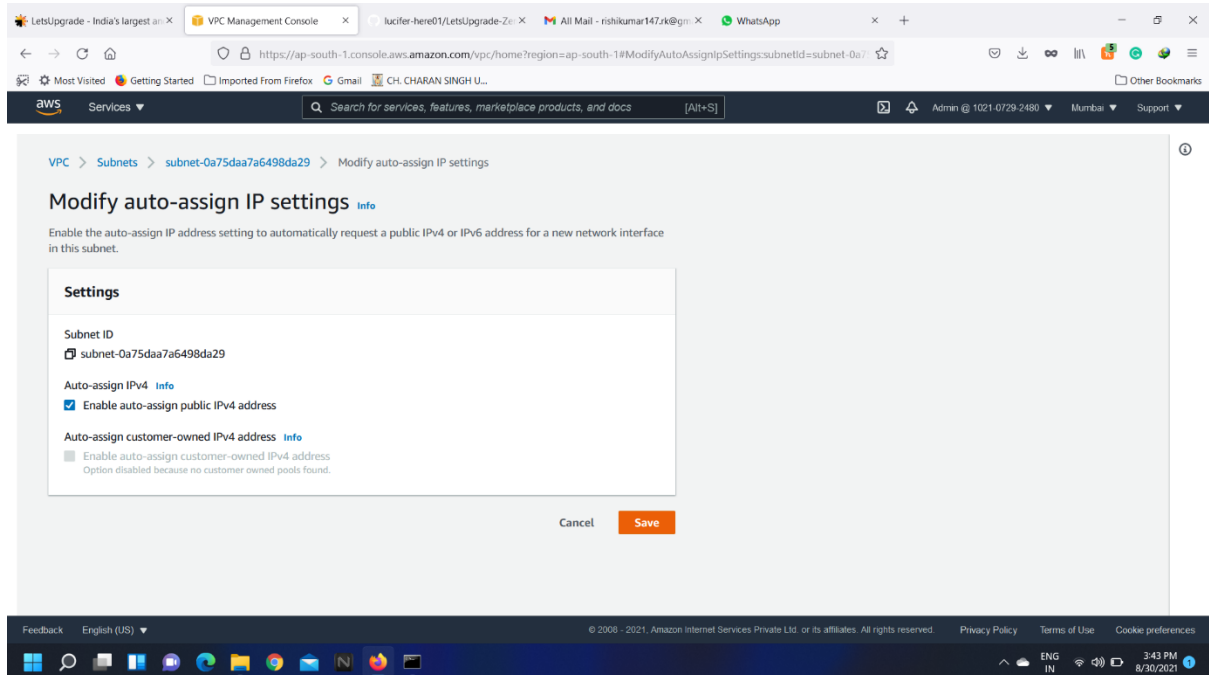 LetsUpgrade - India's largest an
VPC Management Console
lucifer-here01/LetsUpgrade-Ze
All Mail - rishikumar147.rk@gm
WhatsApp
https://ap-south-1.console.aws.amazon.com/vpc/home?region=ap-south-1#ModifyAutoAssignIpSettings:subnetId=subnet-0a7
Most Visited
Getting Started
Imported From Firefox
Gmail
CH. CHARAN SINGH U...
Other Bookmarks
aws
Services
Search for services, features, marketplace products, and docs
[Alt+S]
Admin @ 1021-0729-2480
Mumbai
Support
VPC > Subnets > subnet-0a75daa7a6498da29 > Modify auto-assign IP settings
Modify auto-assign IP settings Info
Enable the auto-assign IP address setting to automatically request a public IPv4 or IPv6 address for a new network interface
in this subnet.
Settings
Subnet ID
subnet-0a75daa7a6498da29
Auto-assign IPv4 Info
Enable auto-assign public IPv4 address
Auto-assign customer-owned IPv4 address Info
Enable auto-assign customer-owned IPv4 address
Option disabled because no customer owned pools found.
Cancel
Save
Feedback
English (US)
© 2008 - 2021, Amazon Internet Services Private Ltd. or its affiliates. All rights reserved.
Privacy Policy
Terms of Use
Cookie preferences
ENG
IN
3:43 PM
8/30/2021
1